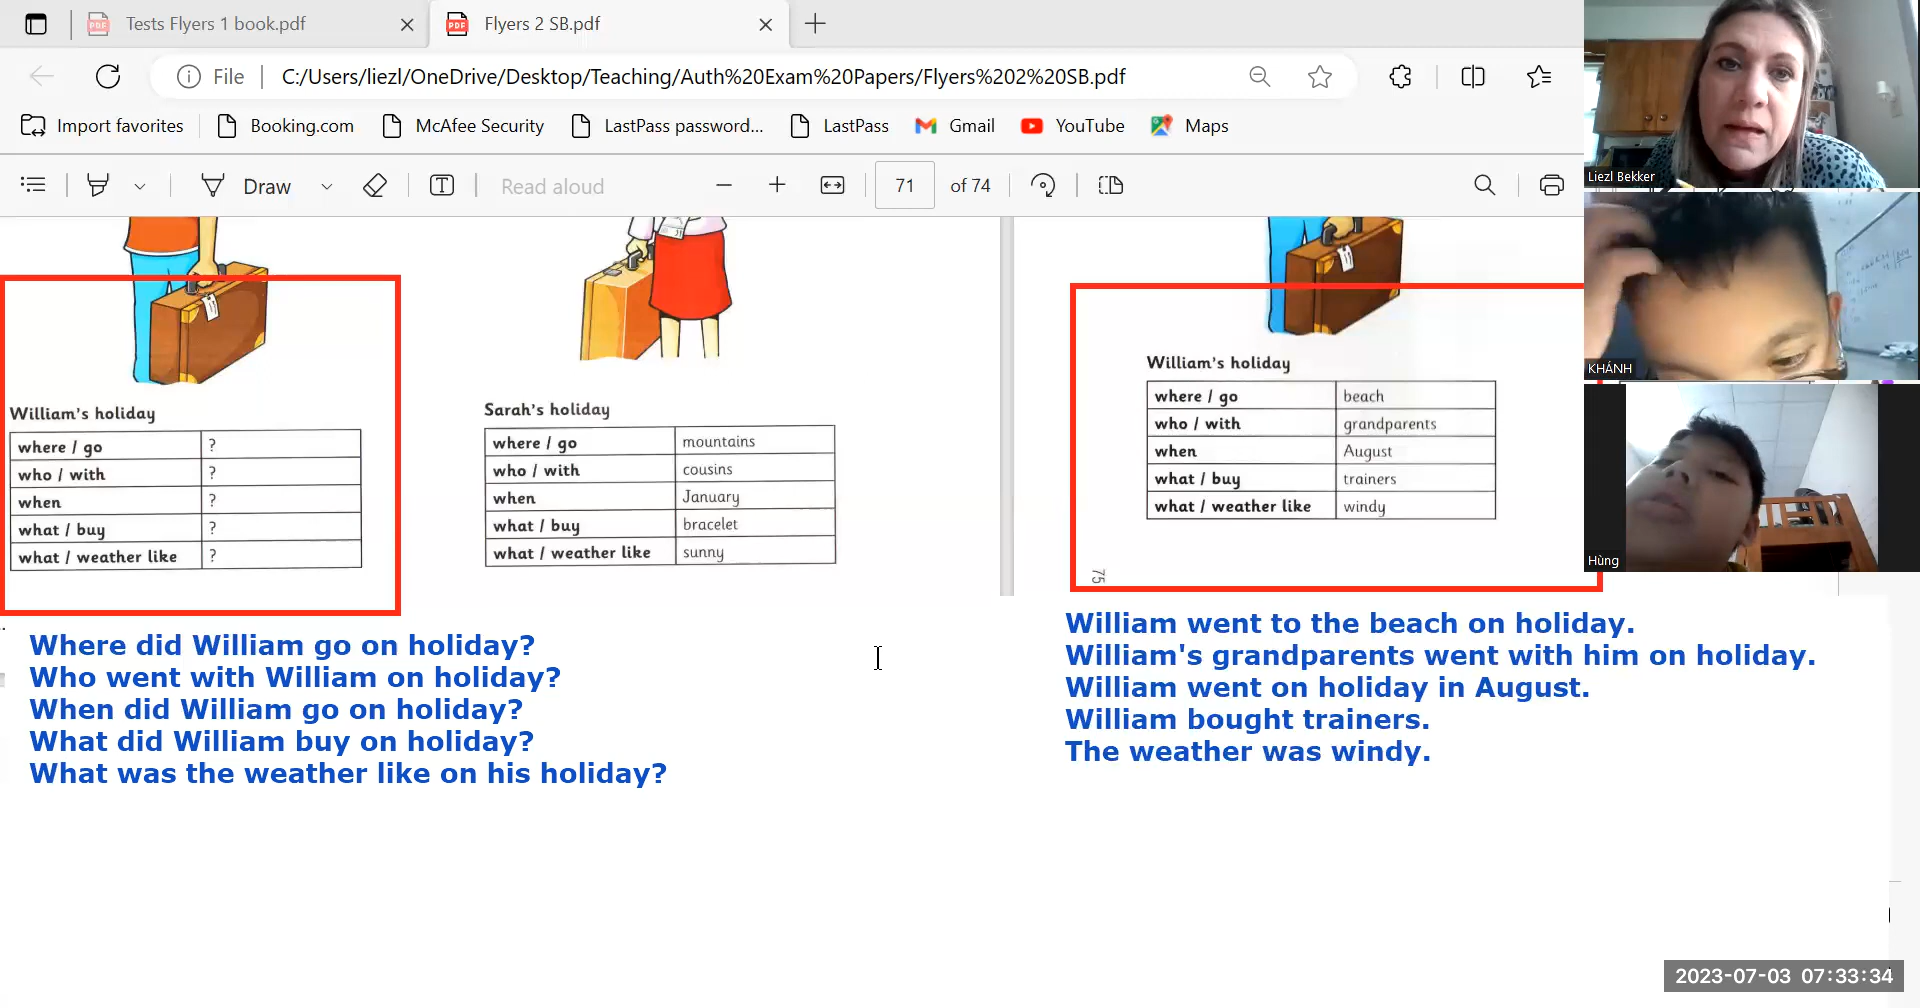 Tests Flyers 1 book.pdf
Flyers 2 SB.pdf
File
C:/Users/liezl/OneDrive/Desktop/Teaching/Auth%20Exam%20Papers/Flyers%202%20SB.pdf
Import favorites
Booking.com
McAfee Security
LastPass password...
LastPass
Gmail
YouTube
Maps
Draw
Read aloud
71
of 74
Liezl Bekker
KHÁNH
Hùng
William's holiday
where / go ?
who / with ?
when ?
what / buy ?
what / weather like ?
Sarah's holiday
where / go mountains
who / with cousins
when January
what / buy bracelet
what / weather like sunny
William's holiday
where / go beach
who / with grandparents
when August
what / buy trainers
what / weather like windy
75
Where did William go on holiday?
Who went with William on holiday?
When did William go on holiday?
What did William buy on holiday?
What was the weather like on his holiday?
William went to the beach on holiday.
William's grandparents went with him on holiday.
William went on holiday in August.
William bought trainers.
The weather was windy.
2023-07-03 07:33:34